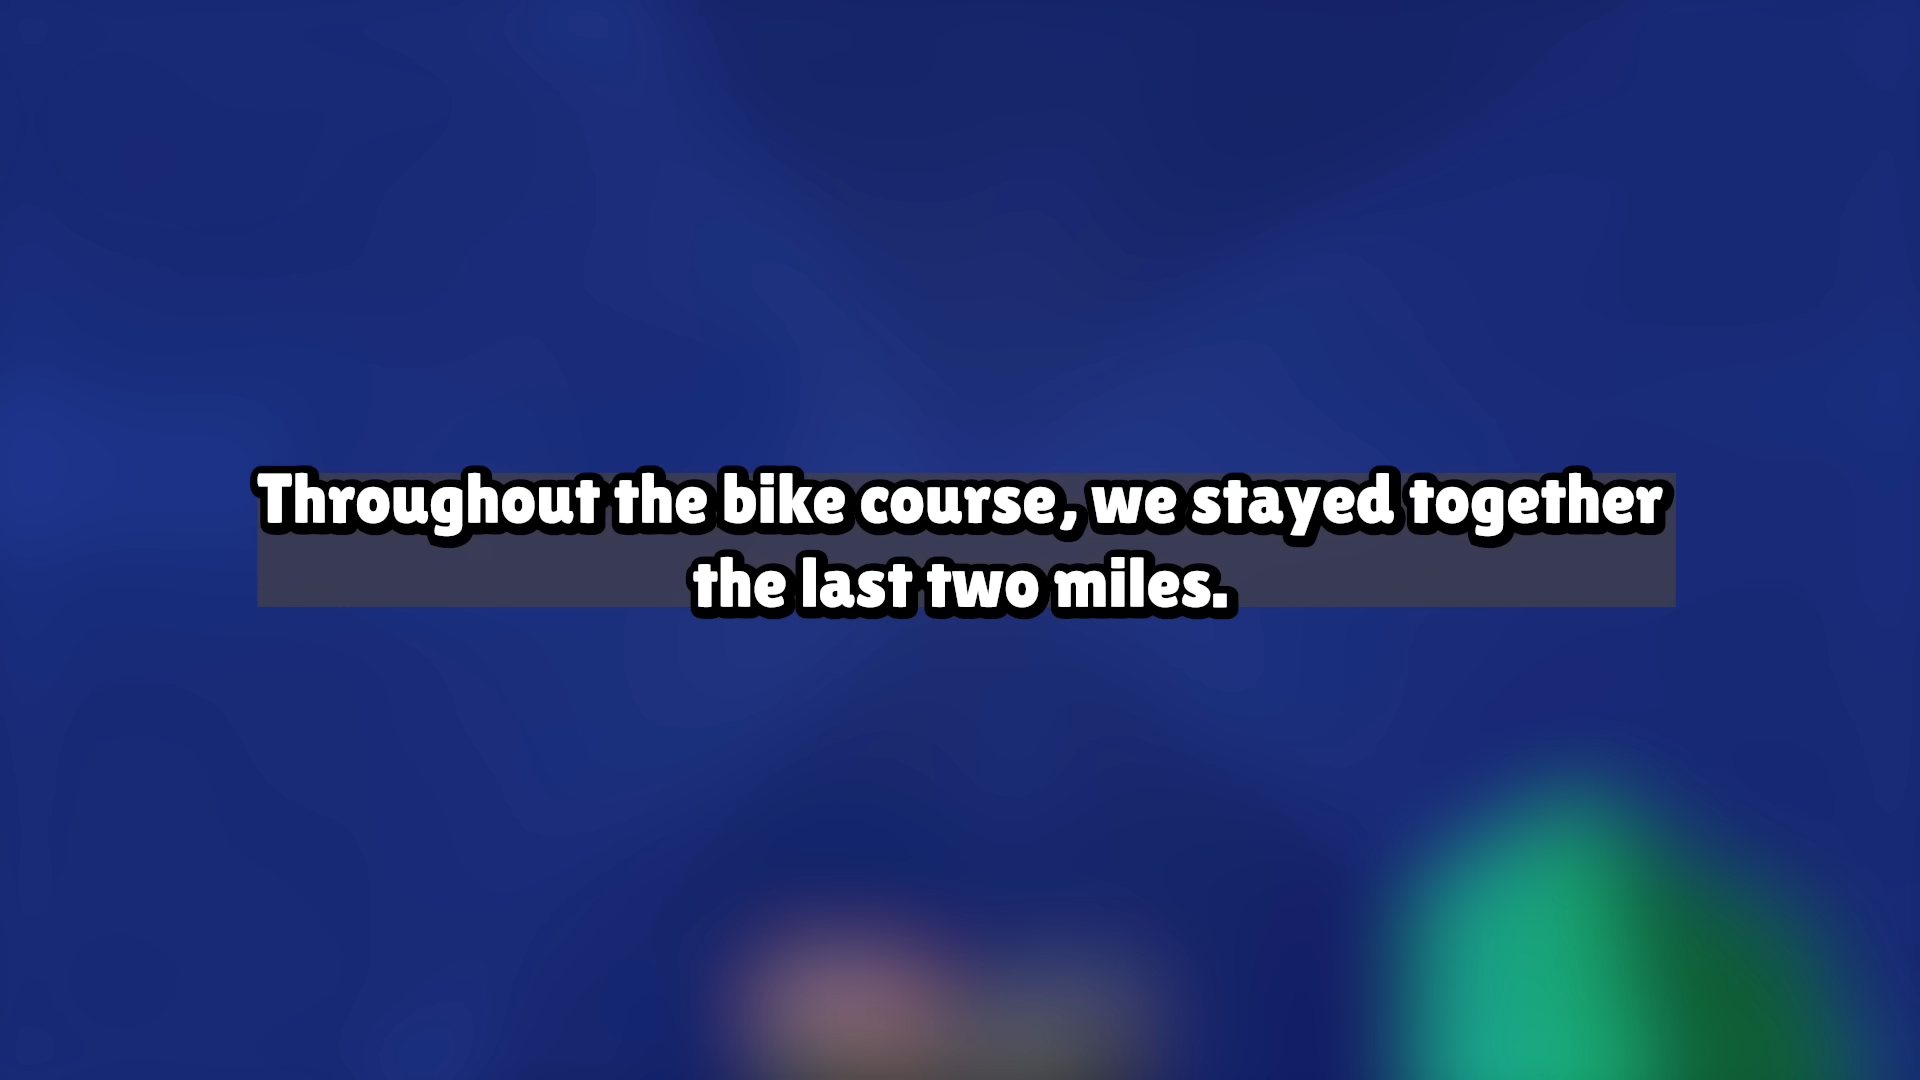 Throughout the bike course, we stayed together
the last two miles.